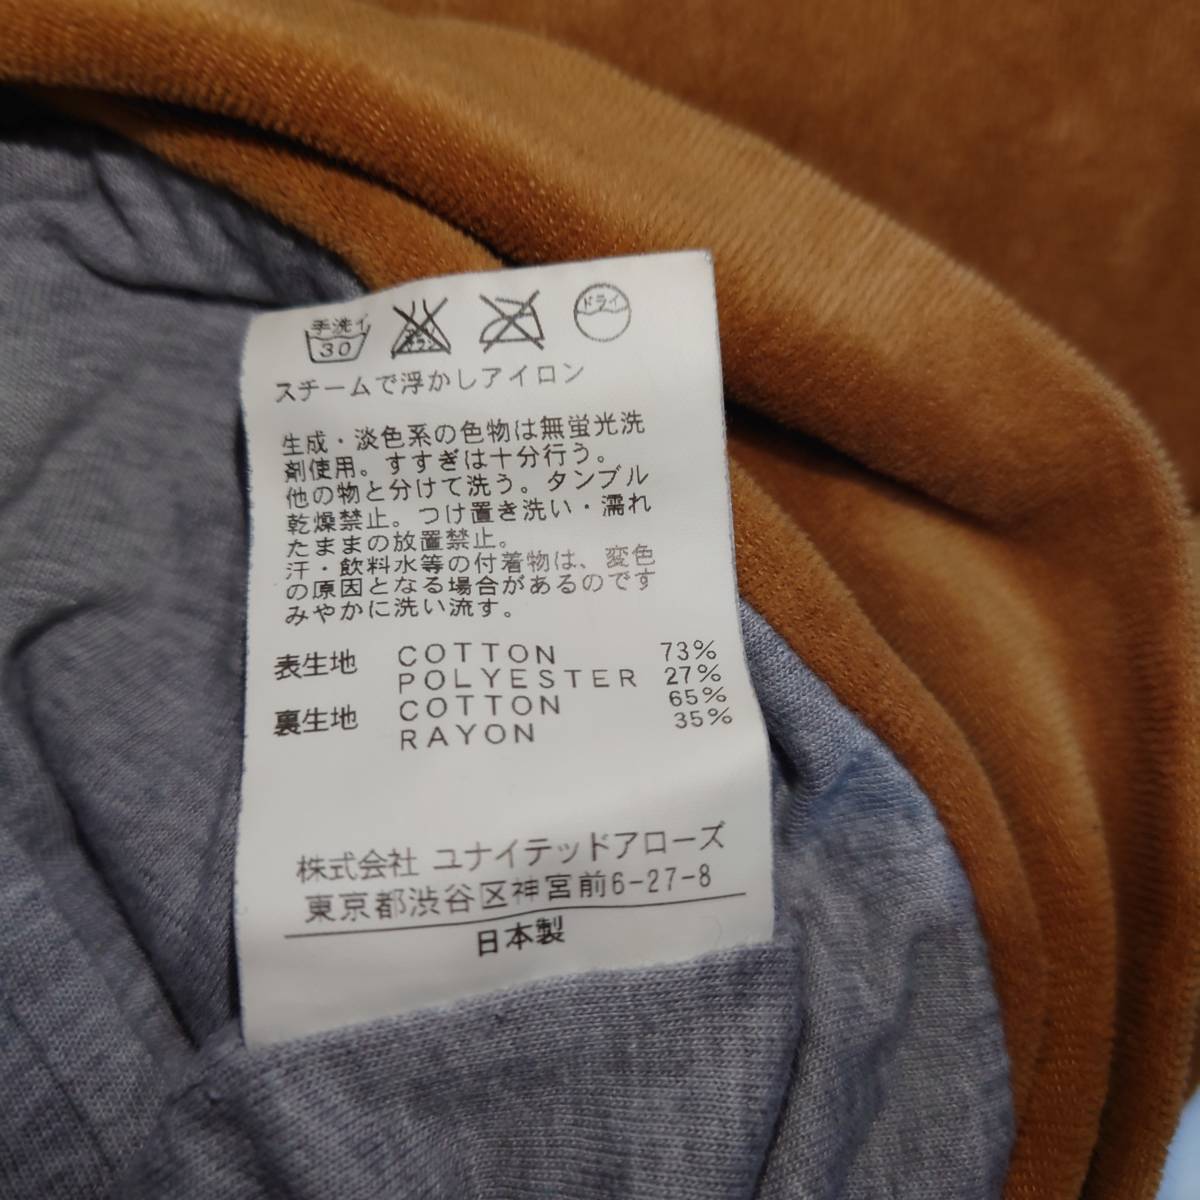 手洗イ
30
エンソサラシ
ドライ
スチームで浮かしアイロン
生成・淡色系の色物は無蛍光洗
剤使用。すすぎは十分行う。
他の物と分けて洗う。タンブル
乾燥禁止。つけ置き洗い・濡れ
たままの放置禁止。
汗・飲料水等の付着物は、変色
の原因となる場合があるのです
みやかに洗い流す。
表生地 COTTON 73%
POLYESTER 27%
裏生地 COTTON 65%
RAYON 35%
株式会社 ユナイテッドアローズ
東京都渋谷区神宮前6-27-8
日本製